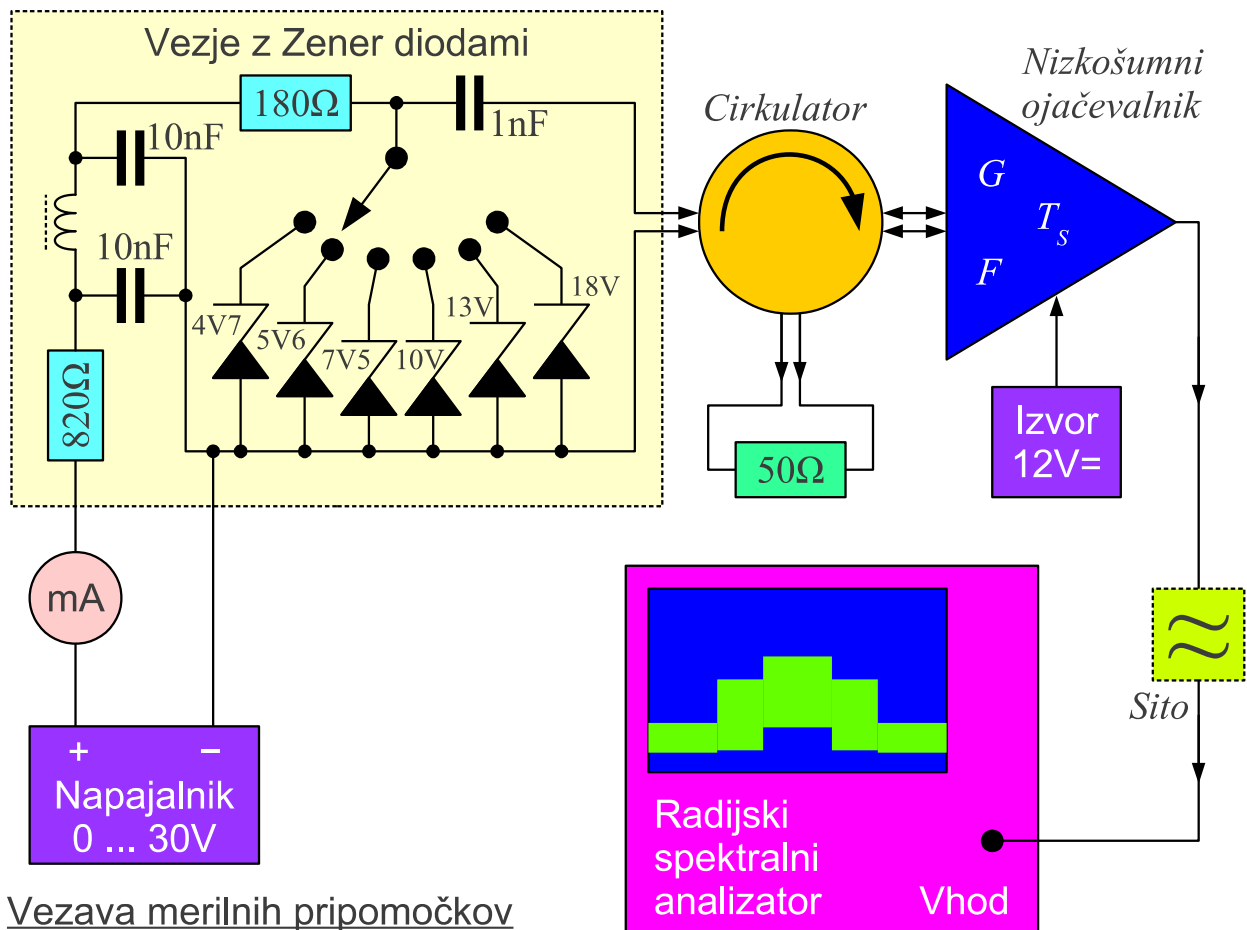 Vezje z Zener diodami
180Ω
1nF
10nF
10nF
820Ω
4V7
5V6
7V5
10V
13V
18V
mA
+ −
Napajalnik
0 ... 30V
Cirkulator
50Ω
Nizkošumni
ojačevalnik
G
T_S
F
Izvor
12V=
Sito
Radijski
spektralni
analizator
Vhod
Vezava merilnih pripomočkov